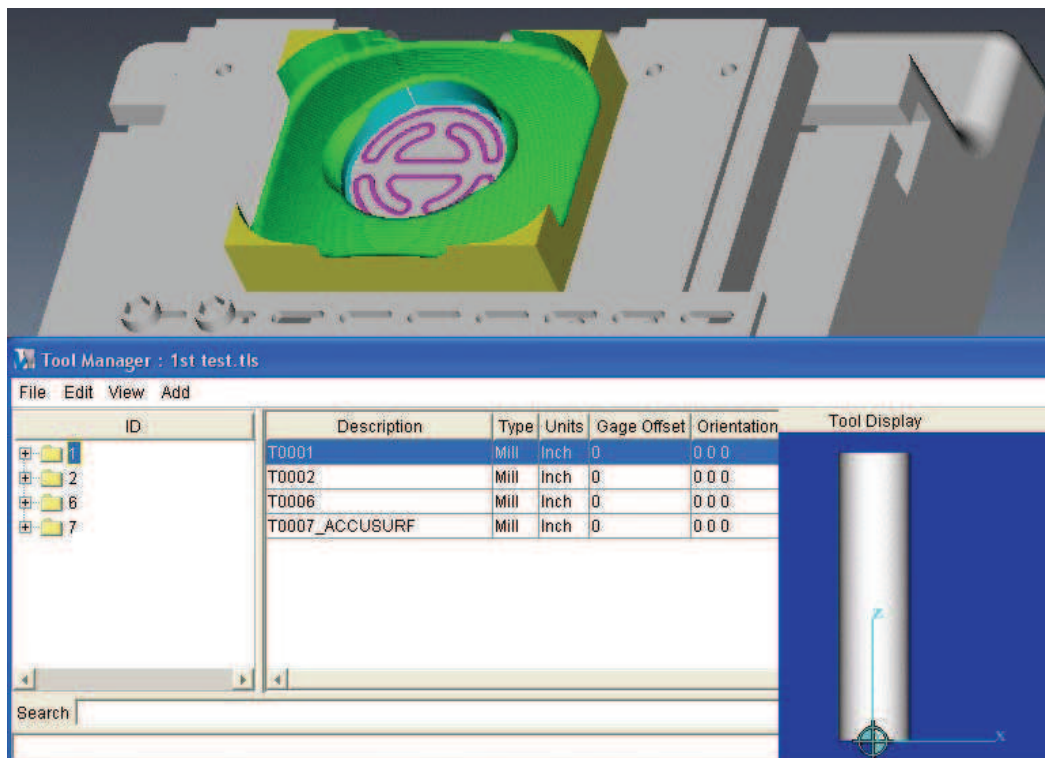 Tool Manager : 1st test.tls
File Edit View Add
ID Description Type Units Gage Offset Orientation Tool Display
1 T0001 Mill Inch 0 0 0 0
2 T0002 Mill Inch 0 0 0 0
6 T0006 Mill Inch 0 0 0 0
7 T0007_ACCUSURF Mill Inch 0 0 0 0
Z
X
Search